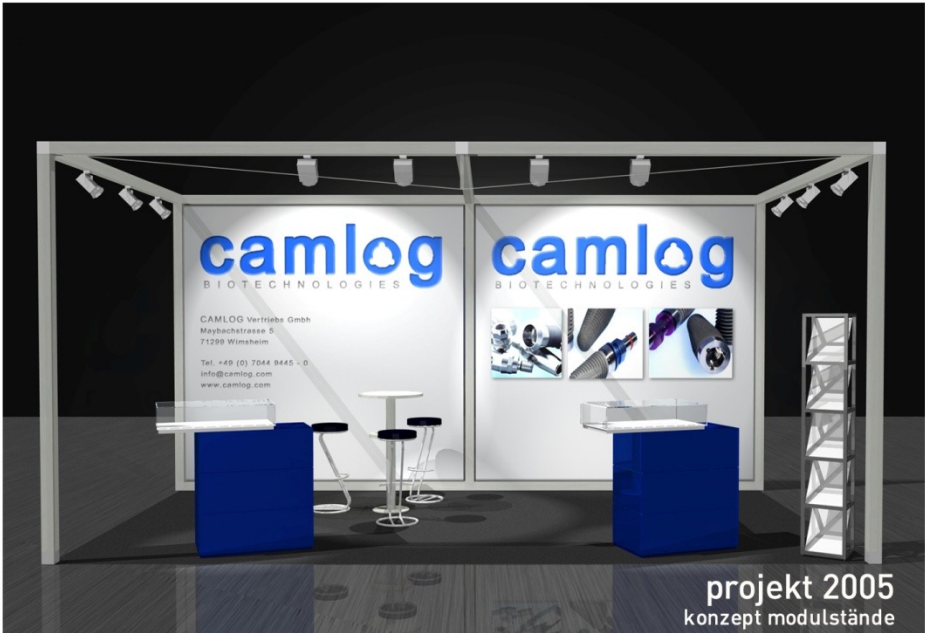 camlog
BIOTECHNOLOGIES
CAMLOG Vertriebs Gmbh
Maybachstrasse 5
71299 Wimsheim
Tel. +49 (0) 7044 9445 - 0
info@camlog.com
www.camlog.com
camlog
BIOTECHNOLOGIES
projekt 2005
konzept modulstände